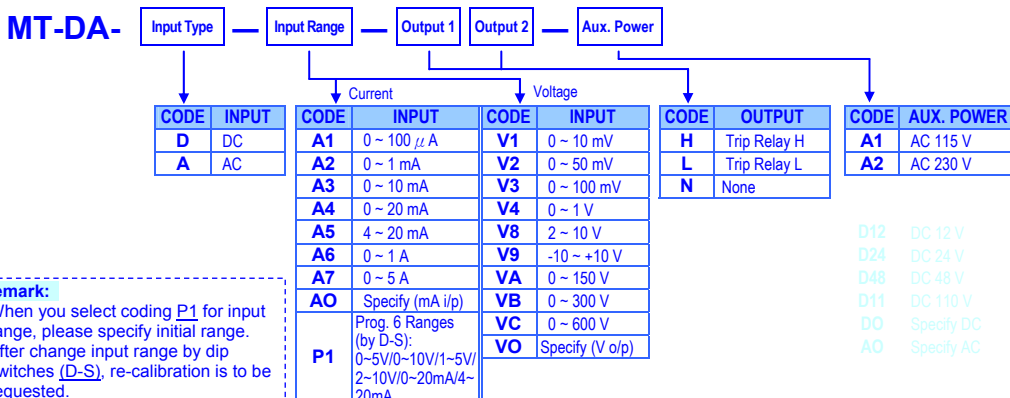 MT-DA- Input Type — Input Range — Output 1 Output 2 — Aux. Power
Current
Voltage
CODE INPUT
D DC
A AC
CODE INPUT
A1 0 ~ 100 μ A
A2 0 ~ 1 mA
A3 0 ~ 10 mA
A4 0 ~ 20 mA
A5 4 ~ 20 mA
A6 0 ~ 1 A
A7 0 ~ 5 A
AO Specify (mA i/p)
P1 Prog. 6 Ranges
(by D-S):
0~5V/0~10V/1~5V/
2~10V/0~20mA/4~
20mA
CODE INPUT
V1 0 ~ 10 mV
V2 0 ~ 50 mV
V3 0 ~ 100 mV
V4 0 ~ 1 V
V8 2 ~ 10 V
V9 -10 ~ +10 V
VA 0 ~ 150 V
VB 0 ~ 300 V
VC 0 ~ 600 V
VO Specify (V o/p)
CODE OUTPUT
H Trip Relay H
L Trip Relay L
N None
CODE AUX. POWER
A1 AC 115 V
A2 AC 230 V
D12 DC 12 V
D24 DC 24 V
D48 DC 48 V
D11 DC 110 V
DO Specify DC
AO Specify AC
emark:
hen you select coding P1 for input
ange, please specify initial range.
fter change input range by dip
witches (D-S), re-calibration is to be
equested.